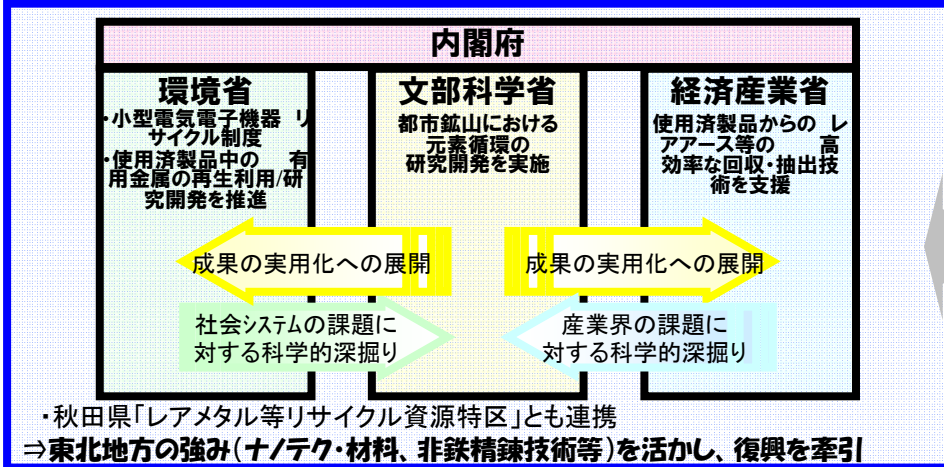 内閣府
環境省
・小型電気電子機器 リ
サイクル制度
・使用済製品中の 有
用金属の再生利用/研
究開発を推進
文部科学省
都市鉱山における
元素循環の
研究開発を実施
経済産業省
使用済製品からの レ
アアース等の 高
効率な回収・抽出技
術を支援
成果の実用化への展開
成果の実用化への展開
社会システムの課題に
対する科学的深掘り
産業界の課題に
対する科学的深掘り
・秋田県「レアメタル等リサイクル資源特区」とも連携
⇒東北地方の強み(ナノテク・材料、非鉄精錬技術等)を活かし、復興を牽引